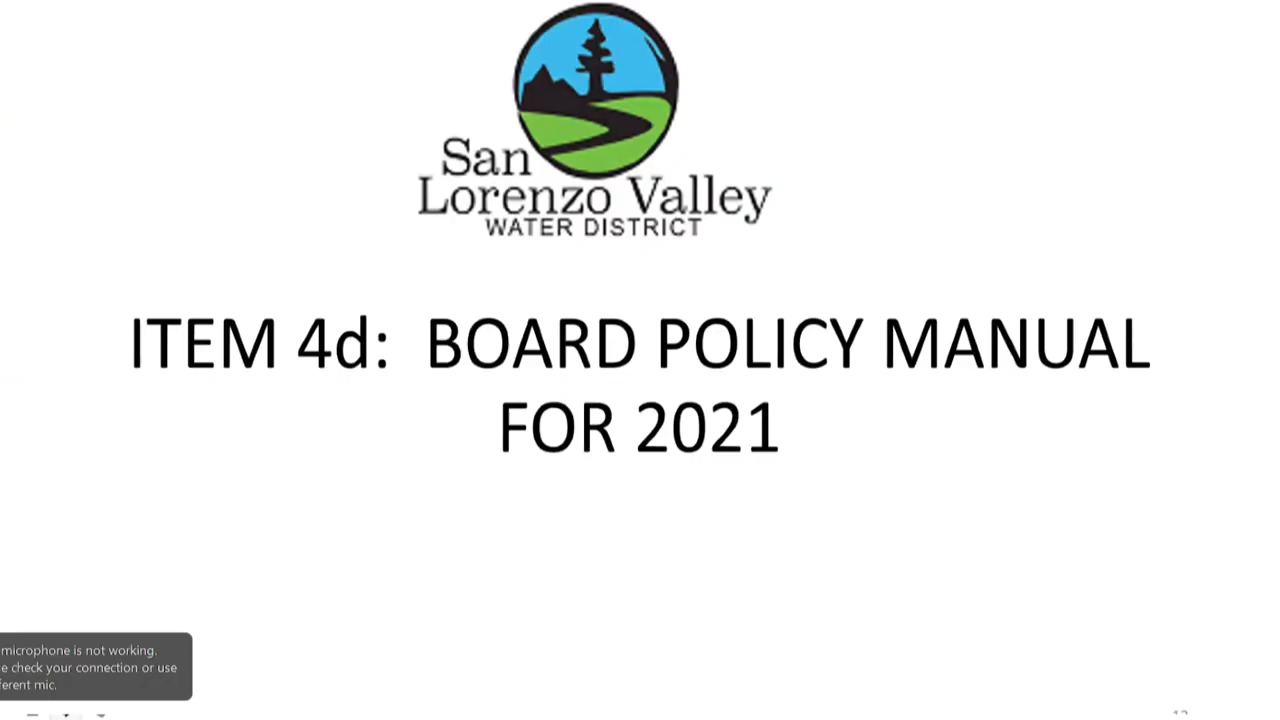 San
Lorenzo Valley
WATER DISTRICT
ITEM 4d: BOARD POLICY MANUAL
FOR 2021
microphone is not working.
e check your connection or use
ferent mic.